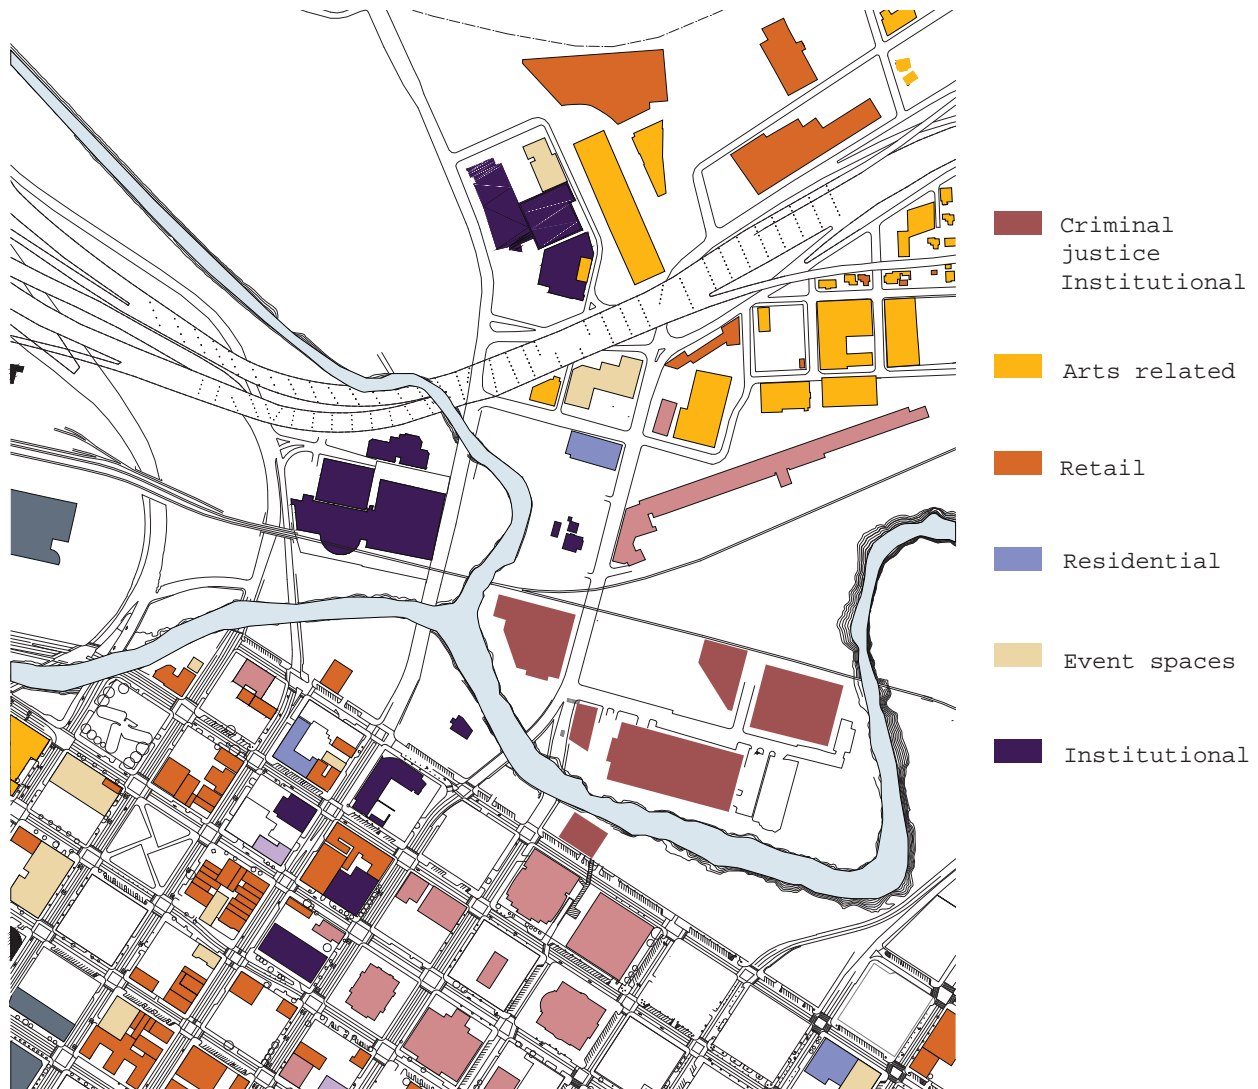 Criminal
justice
Institutional
Arts related
Retail
Residential
Event spaces
Institutional